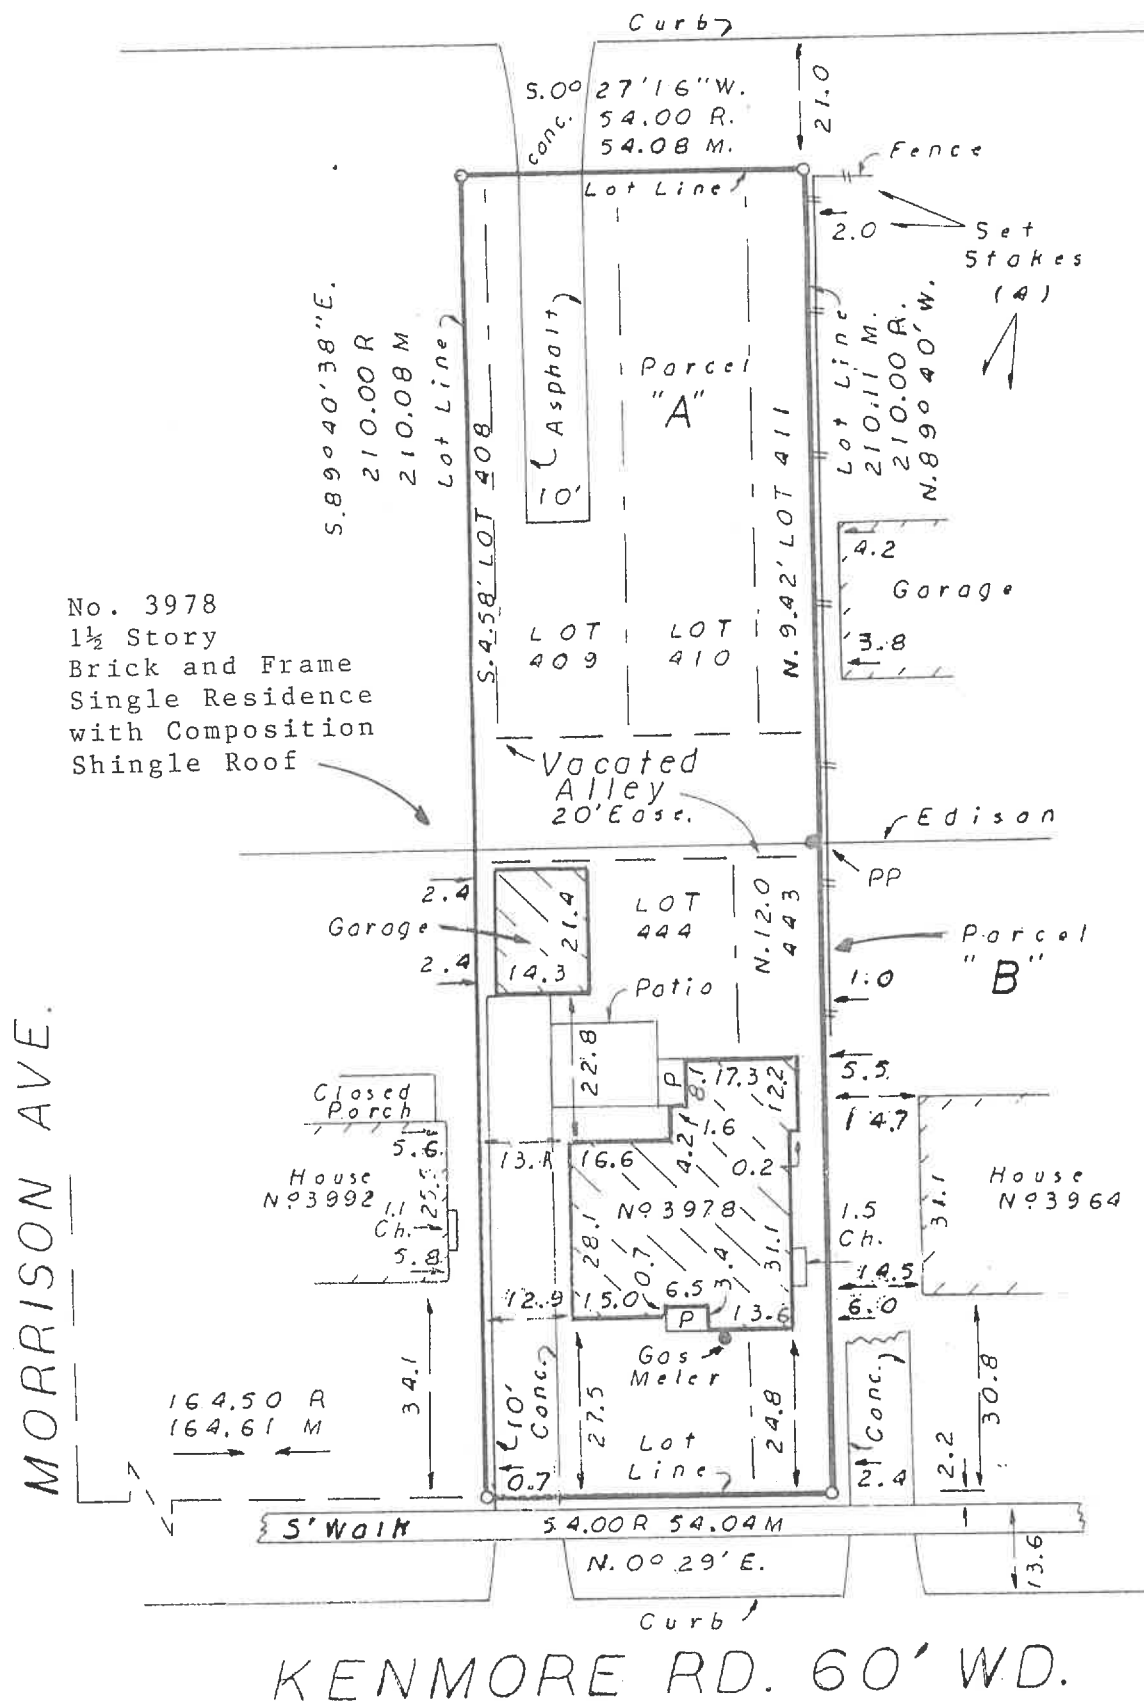 Curb
S.0° 27'16"W.
54.00 R.
54.08 M.
conc.
21.0
Fence
Lot Line
2.0
Set
Stakes
(4)
S.89°40'38"E.
210.00 R
210.08 M
Lot Line
Asphalt
10'
Parcel
"A"
Lot Line
210.11 M.
210.00 R.
N.89°40'W.
S.4.58' LOT 408
N.9.42' LOT 411
4.2
Garage
3.8
LOT
409
LOT
410
No. 3978
1½ Story
Brick and Frame
Single Residence
with Composition
Shingle Roof
Vacated
Alley
20'Ease.
Edison
PP
2.4
Garage
2.4
21.4
14.3
LOT
444
N.12.0
443
Parcel
"B"
1.0
Patio
22.8
P
8.1
17.3
12.2
5.5
14.7
Closed
Porch
5.6
House
Nº3992
1.1
Ch.
5.8
13.
16.6
4.2
1.6
0.2
Nº3978
28.1
0.7
6.5
3.4
31.1
1.5
Ch.
31.1
House
Nº3964
14.5
6.0
12.9
15.0
P
13.6
Gas
Meter
34.1
10'
Conc.
27.5
24.8
Conc.
30.8
164.50 R
164.61 M
0.7
Lot
Line
2.4
2.2
S'Walk
54.00R 54.04M
N. 0° 29' E.
13.6
Curb
MORRISON AVE.
KENMORE RD. 60' WD.